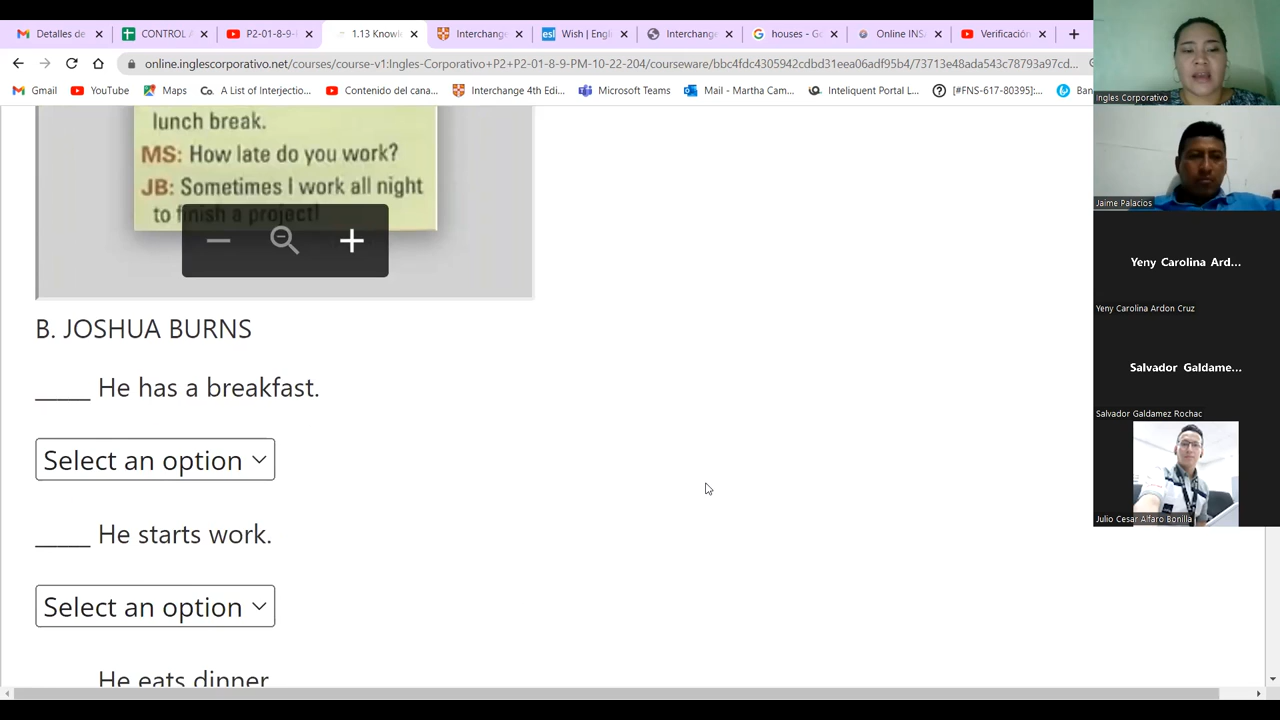 Detalles de
CONTROL
P2-01-8-9-
1.13 Know
Interchange
Wish | Engl
Interchange
houses - Go
Online INS
Verificación
online.inglescorporativo.net/courses/course-v1:Ingles-Corporativo+P2+P2-01-8-9-PM-10-22-204/courseware/bbc4fdc4305942cdbd31eea06adf95b4/73713e48ada543c78793a97cd...
Gmail
YouTube
Maps
A List of Interjectio...
Contenido del cana...
Interchange 4th Edi...
Microsoft Teams
Mail - Martha Cam...
Inteliquent Portal L...
[#FNS-617-80395]:...
Ban
lunch break.
MS: How late do you work?
JB: Sometimes I work all night
to finish a project!
B. JOSHUA BURNS
_____ He has a breakfast.
Select an option
_____ He starts work.
Select an option
He eats dinner
Ingles Corporativo
Jaime Palacios
Yeny Carolina Ard...
Yeny Carolina Ardon Cruz
Salvador Galdame...
Salvador Galdamez Rochac
Julio Cesar Alfaro Bonilla